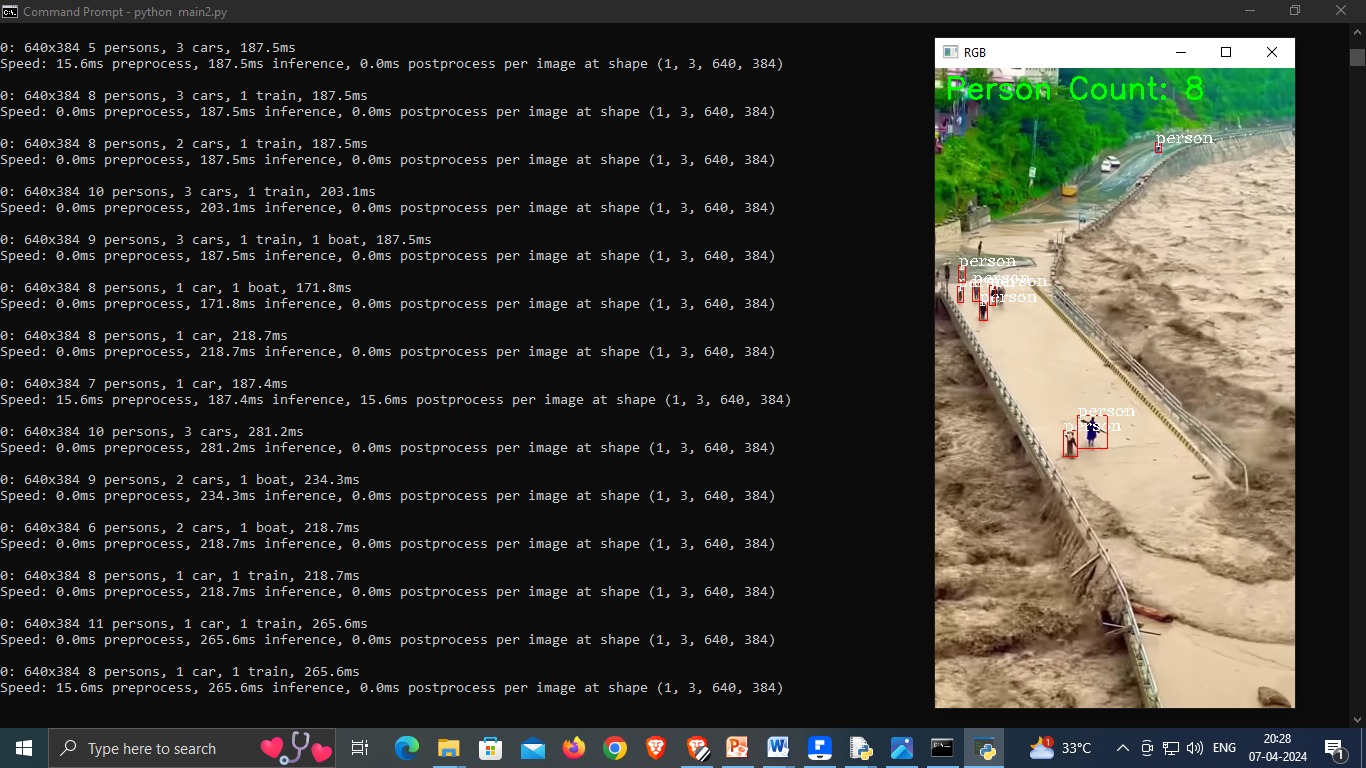 Command Prompt - python  main2.py
0: 640x384 5 persons, 3 cars, 187.5ms
Speed: 15.6ms preprocess, 187.5ms inference, 0.0ms postprocess per image at shape (1, 3, 640, 384)
0: 640x384 8 persons, 3 cars, 1 train, 187.5ms
Speed: 0.0ms preprocess, 187.5ms inference, 0.0ms postprocess per image at shape (1, 3, 640, 384)
0: 640x384 8 persons, 2 cars, 1 train, 187.5ms
Speed: 0.0ms preprocess, 187.5ms inference, 0.0ms postprocess per image at shape (1, 3, 640, 384)
0: 640x384 10 persons, 3 cars, 1 train, 203.1ms
Speed: 0.0ms preprocess, 203.1ms inference, 0.0ms postprocess per image at shape (1, 3, 640, 384)
0: 640x384 9 persons, 3 cars, 1 train, 1 boat, 187.5ms
Speed: 0.0ms preprocess, 187.5ms inference, 0.0ms postprocess per image at shape (1, 3, 640, 384)
0: 640x384 8 persons, 1 car, 1 boat, 171.8ms
Speed: 0.0ms preprocess, 171.8ms inference, 0.0ms postprocess per image at shape (1, 3, 640, 384)
0: 640x384 8 persons, 1 car, 218.7ms
Speed: 0.0ms preprocess, 218.7ms inference, 0.0ms postprocess per image at shape (1, 3, 640, 384)
0: 640x384 7 persons, 1 car, 187.4ms
Speed: 15.6ms preprocess, 187.4ms inference, 15.6ms postprocess per image at shape (1, 3, 640, 384)
0: 640x384 10 persons, 3 cars, 281.2ms
Speed: 0.0ms preprocess, 281.2ms inference, 0.0ms postprocess per image at shape (1, 3, 640, 384)
0: 640x384 9 persons, 2 cars, 1 boat, 234.3ms
Speed: 0.0ms preprocess, 234.3ms inference, 0.0ms postprocess per image at shape (1, 3, 640, 384)
0: 640x384 6 persons, 2 cars, 1 boat, 218.7ms
Speed: 0.0ms preprocess, 218.7ms inference, 0.0ms postprocess per image at shape (1, 3, 640, 384)
0: 640x384 8 persons, 1 car, 1 train, 218.7ms
Speed: 0.0ms preprocess, 218.7ms inference, 0.0ms postprocess per image at shape (1, 3, 640, 384)
0: 640x384 11 persons, 1 car, 1 train, 265.6ms
Speed: 0.0ms preprocess, 265.6ms inference, 0.0ms postprocess per image at shape (1, 3, 640, 384)
0: 640x384 8 persons, 1 car, 1 train, 265.6ms
Speed: 15.6ms preprocess, 265.6ms inference, 0.0ms postprocess per image at shape (1, 3, 640, 384)
RGB
Person Count: 8
person
person
person
person
person
person
Type here to search
33°C
ENG
20:28
07-04-2024